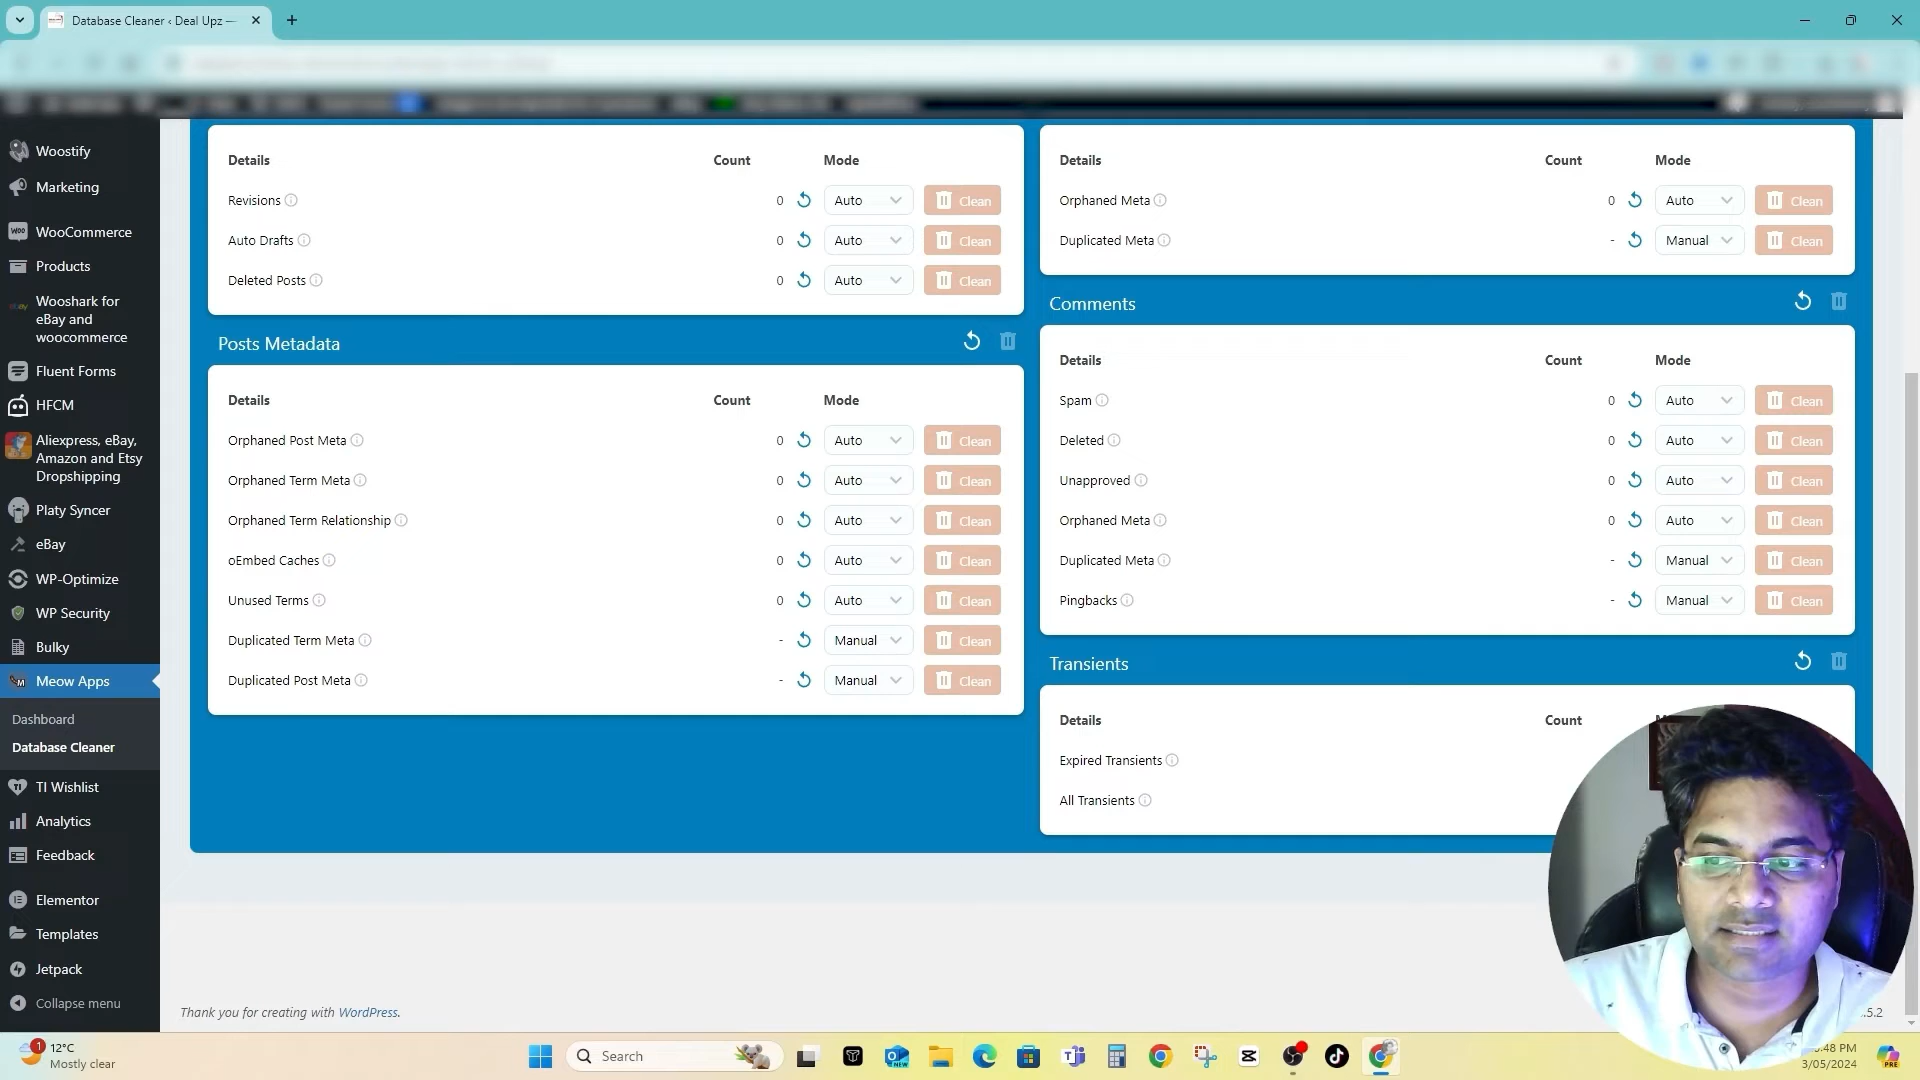 Database Cleaner ‹ Deal Upz —
Woostify
Marketing
WooCommerce
Products
Wooshark for
eBay and
woocommerce
Fluent Forms
HFCM
Aliexpress, eBay,
Amazon and Etsy
Dropshipping
Platy Syncer
eBay
WP-Optimize
WP Security
Bulky
Meow Apps
Dashboard
Database Cleaner
TI Wishlist
Analytics
Feedback
Elementor
Templates
Jetpack
Collapse menu
Details Count Mode
Revisions 0 Auto Clean
Auto Drafts 0 Auto Clean
Deleted Posts 0 Auto Clean
Posts Metadata
Details Count Mode
Orphaned Post Meta 0 Auto Clean
Orphaned Term Meta 0 Auto Clean
Orphaned Term Relationship 0 Auto Clean
oEmbed Caches 0 Auto Clean
Unused Terms 0 Auto Clean
Duplicated Term Meta - Manual Clean
Duplicated Post Meta - Manual Clean
Details Count Mode
Orphaned Meta 0 Auto Clean
Duplicated Meta - Manual Clean
Comments
Details Count Mode
Spam 0 Auto Clean
Deleted 0 Auto Clean
Unapproved 0 Auto Clean
Orphaned Meta 0 Auto Clean
Duplicated Meta - Manual Clean
Pingbacks - Manual Clean
Transients
Details Count
Expired Transients
All Transients
Thank you for creating with WordPress.
.5.2
1
12°C
Mostly clear
Search
NEW
:48 PM
3/05/2024
PRE